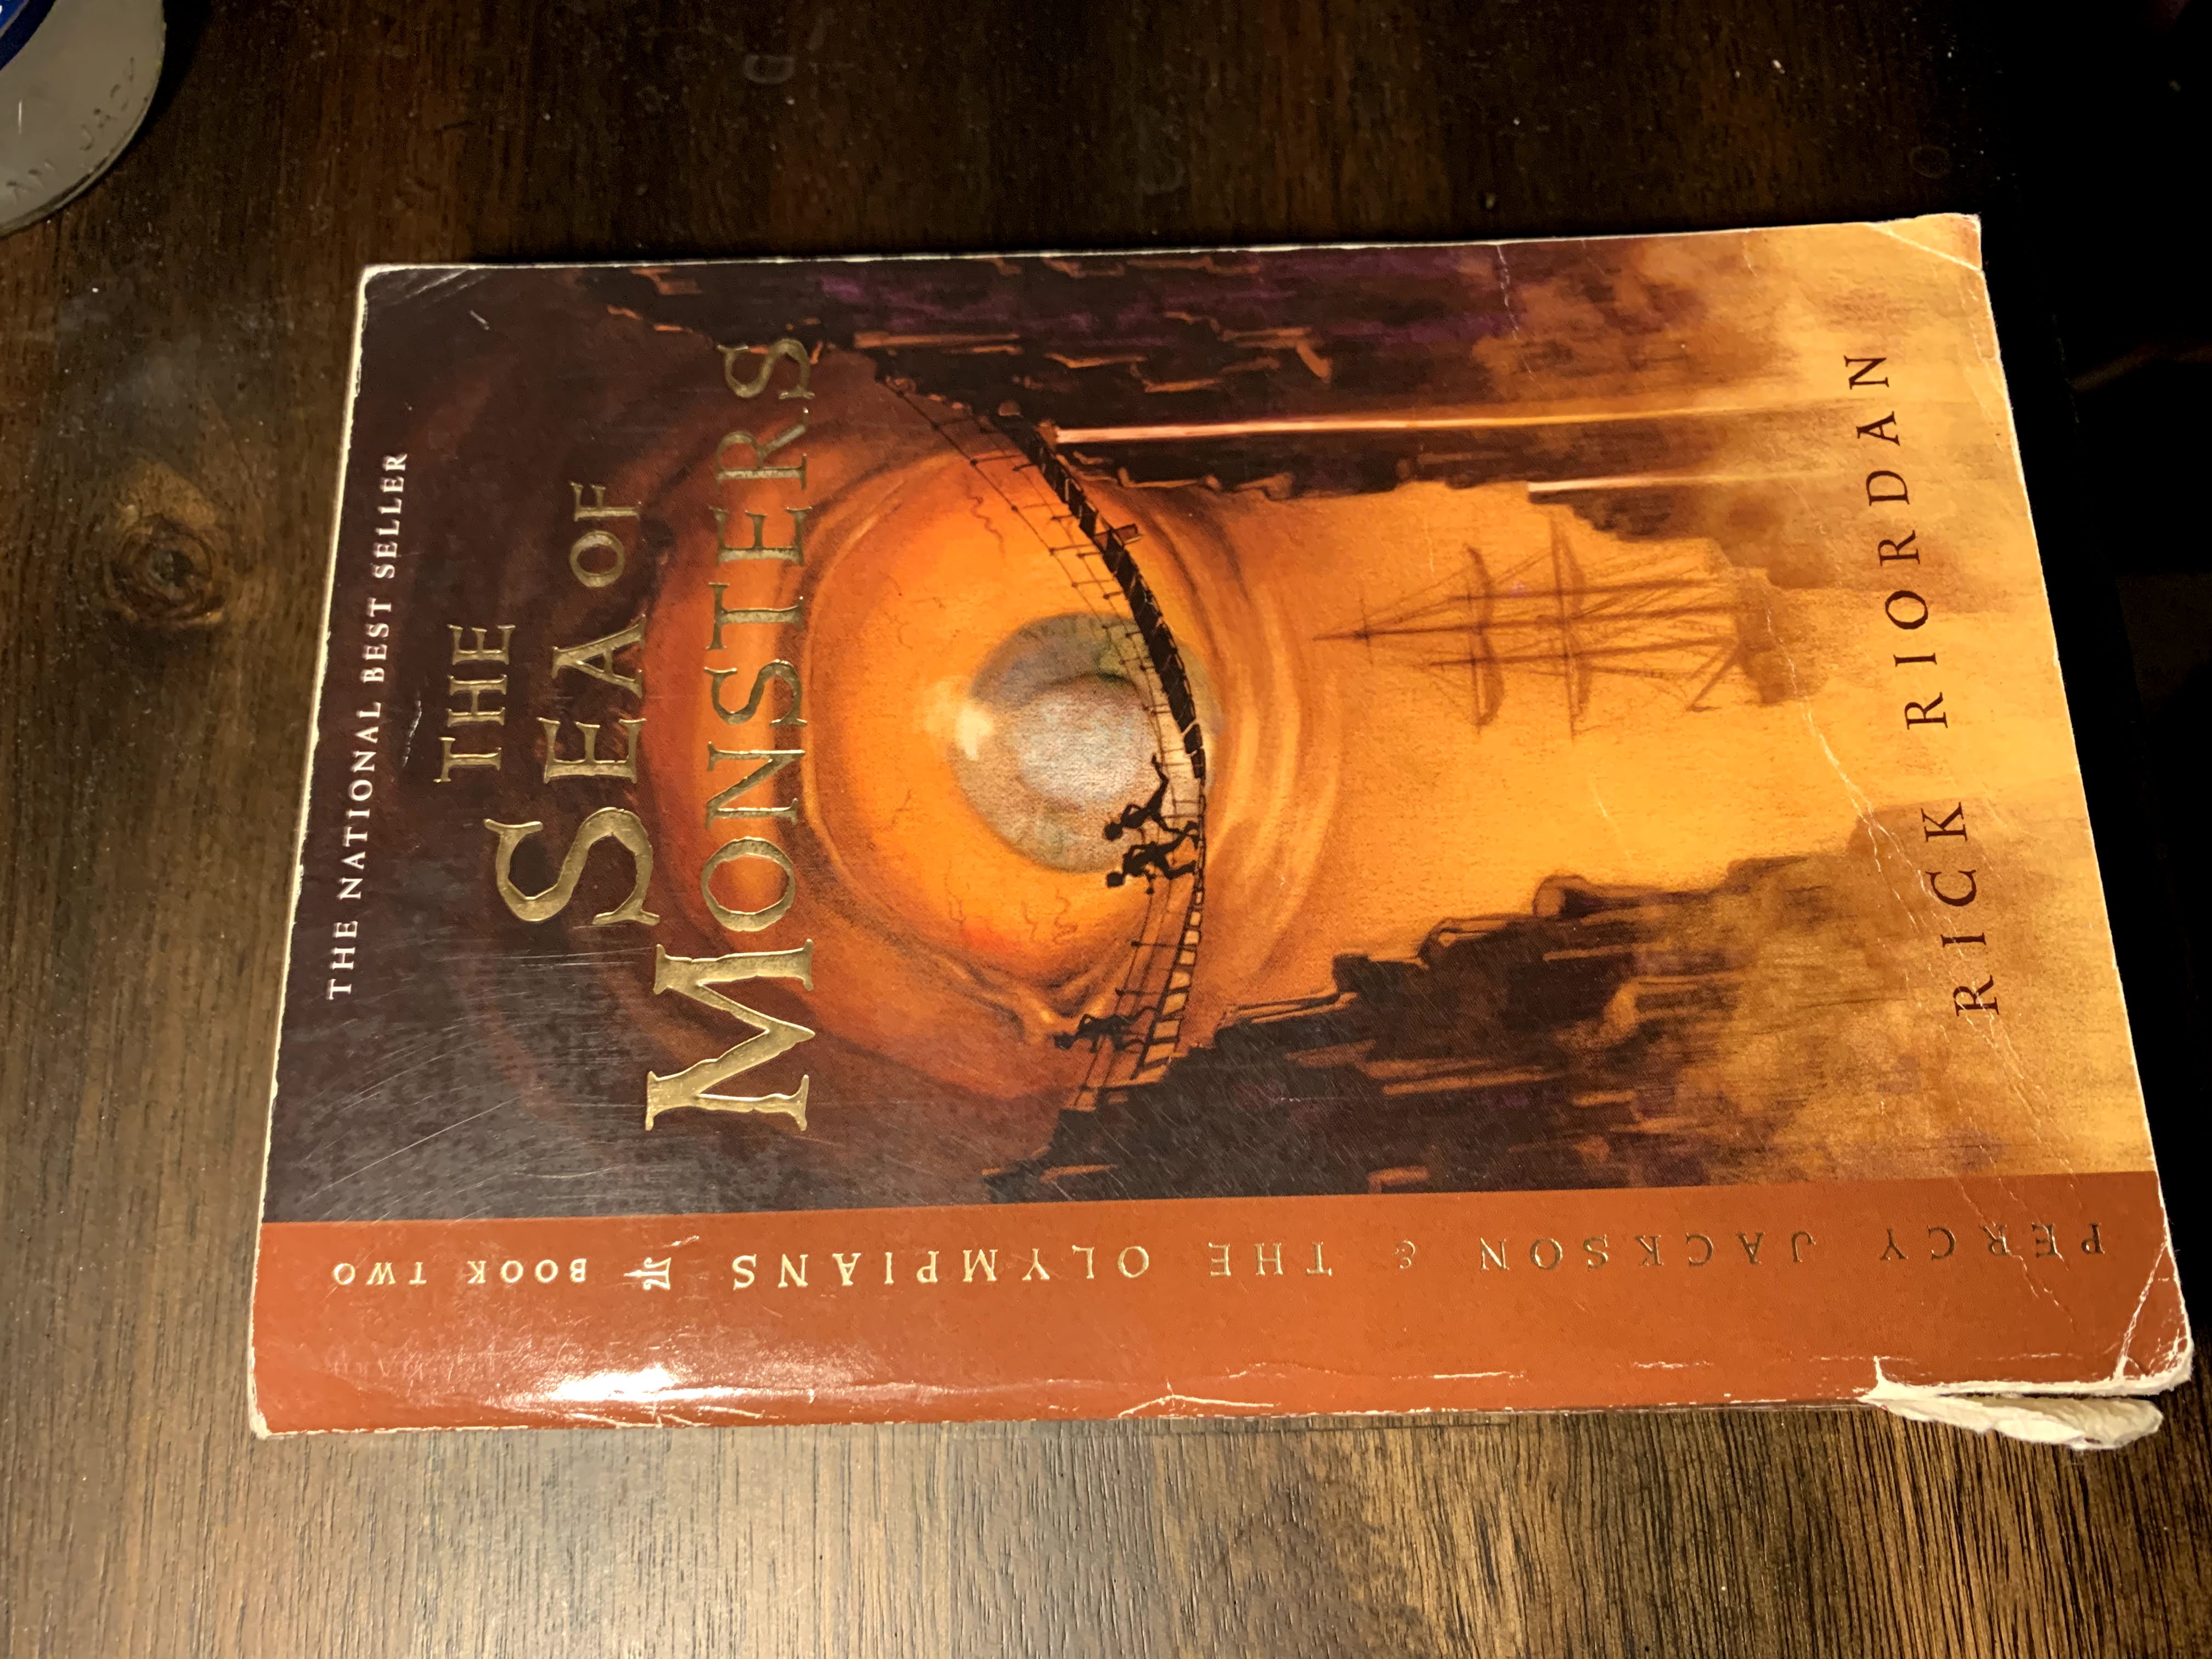 THE NATIONAL BEST SELLER
THE
SEA OF
MONSTERS
RICK RIORDAN
PERCY JACKSON & THE OLYMPIANS BOOK TWO